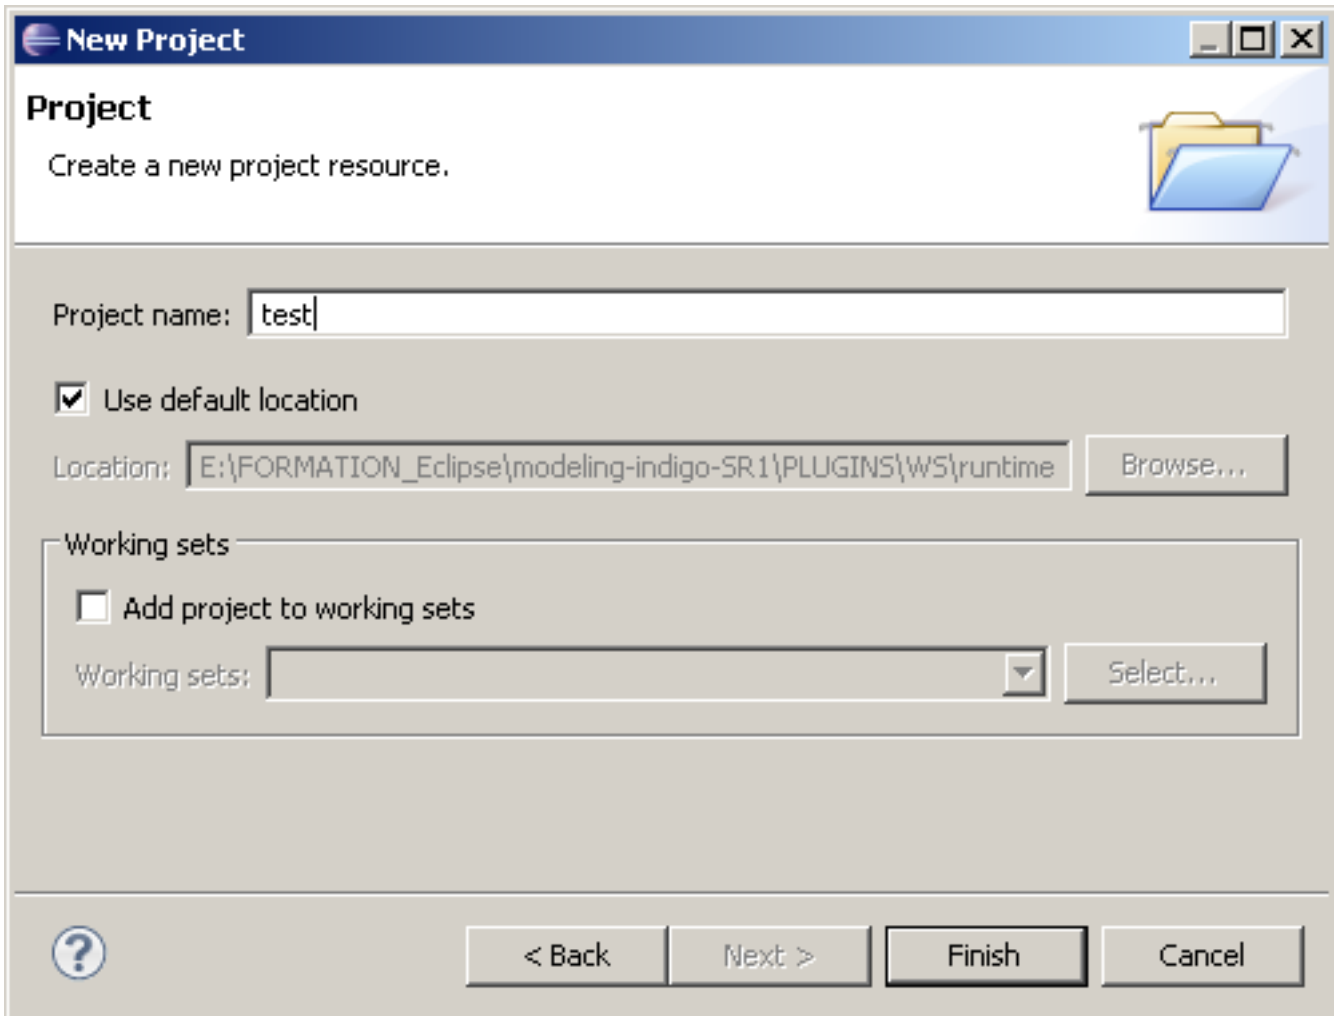 New Project
Project
Create a new project resource.
Project name: test
Use default location
Location: E:\FORMATION_Eclipse\modeling-indigo-SR1\PLUGINS\WS\runtime Browse...
Working sets
Add project to working sets
Working sets: Select...
? < Back Next > Finish Cancel